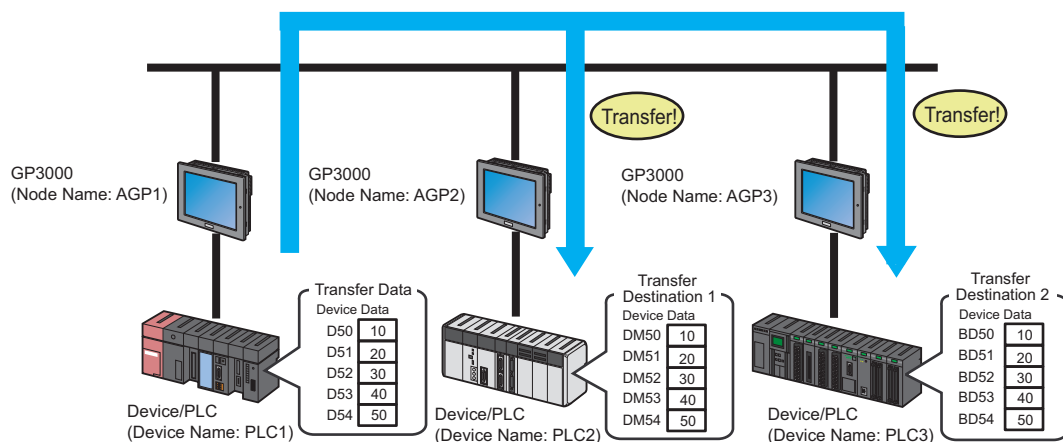 Transfer!
Transfer!
GP3000
(Node Name: AGP1)
GP3000
(Node Name: AGP2)
GP3000
(Node Name: AGP3)
Transfer Data
Device Data
D50 10
D51 20
D52 30
D53 40
D54 50
Transfer
Destination 1
Device Data
DM50 10
DM51 20
DM52 30
DM53 40
DM54 50
Transfer
Destination 2
Device Data
BD50 10
BD51 20
BD52 30
BD53 40
BD54 50
Device/PLC
(Device Name: PLC1)
Device/PLC
(Device Name: PLC2)
Device/PLC
(Device Name: PLC3)